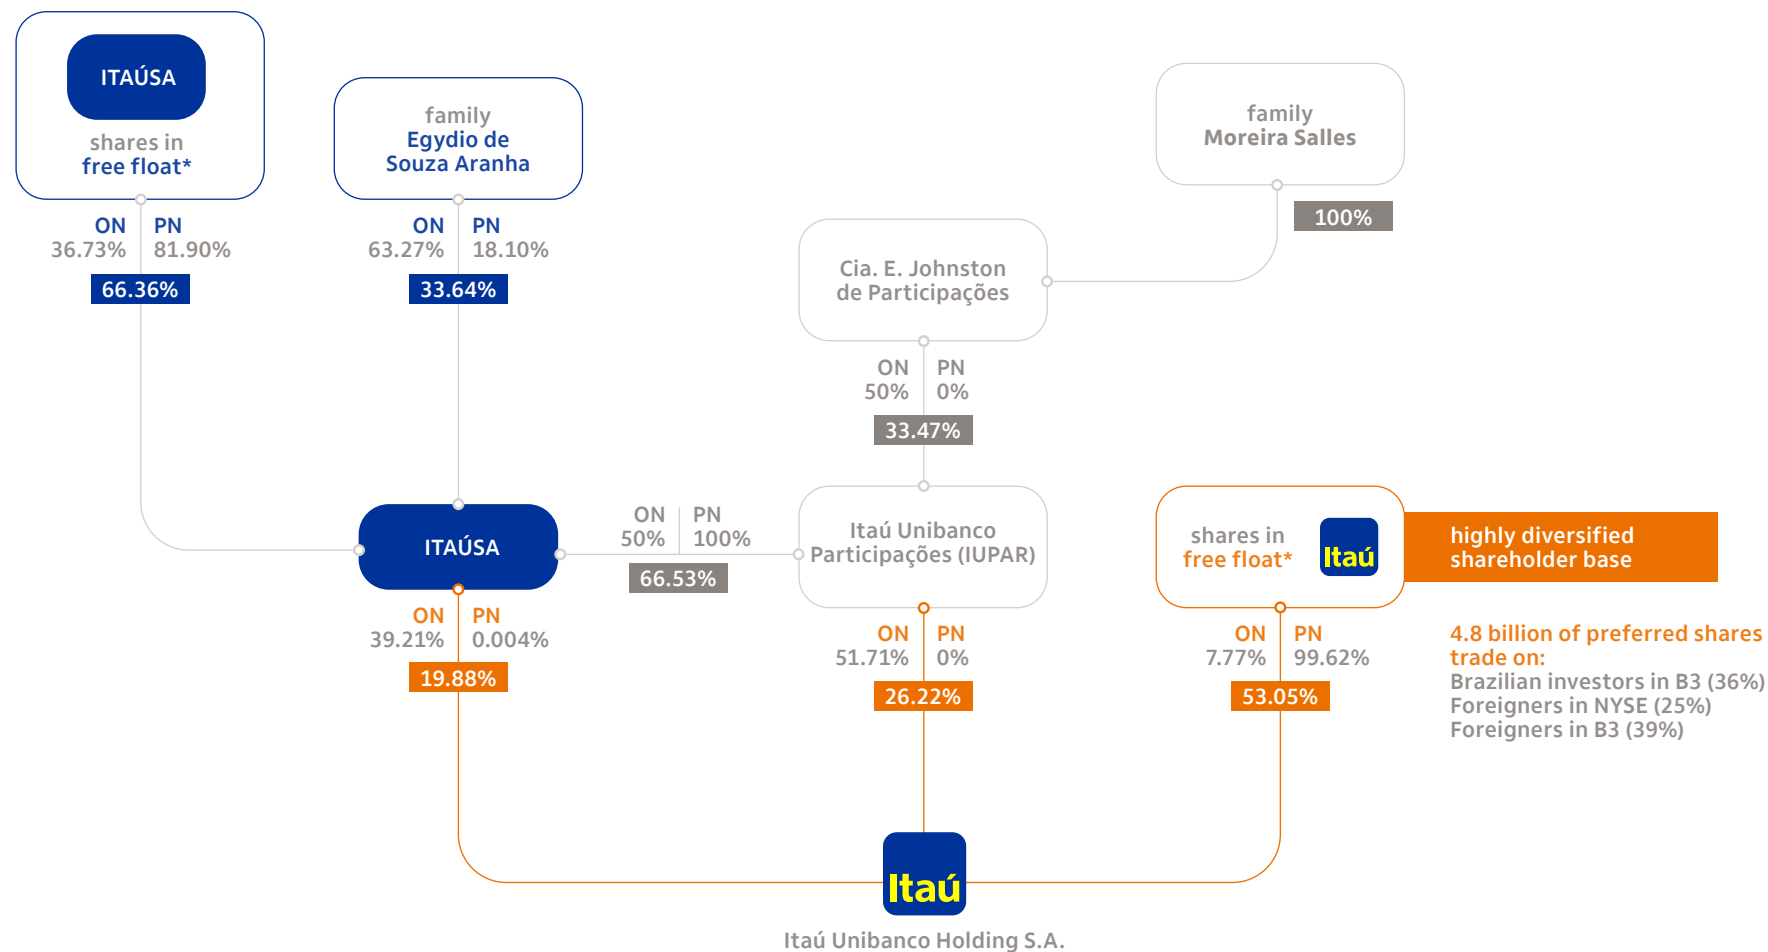 ITAÚSA
shares in
free float*
ON PN
36.73% 81.90%
66.36%
family
Egydio de
Souza Aranha
ON PN
63.27% 18.10%
33.64%
family
Moreira Salles
100%
Cia. E. Johnston
de Participações
ON PN
50% 0%
33.47%
ITAÚSA
ON PN
50% 100%
66.53%
Itaú Unibanco
Participações (IUPAR)
shares in
free float*
Itaú
highly diversified
shareholder base
ON PN
39.21% 0.004%
19.88%
ON PN
51.71% 0%
26.22%
ON PN
7.77% 99.62%
53.05%
4.8 billion of preferred shares
trade on:
Brazilian investors in B3 (36%)
Foreigners in NYSE (25%)
Foreigners in B3 (39%)
Itaú
Itaú Unibanco Holding S.A.